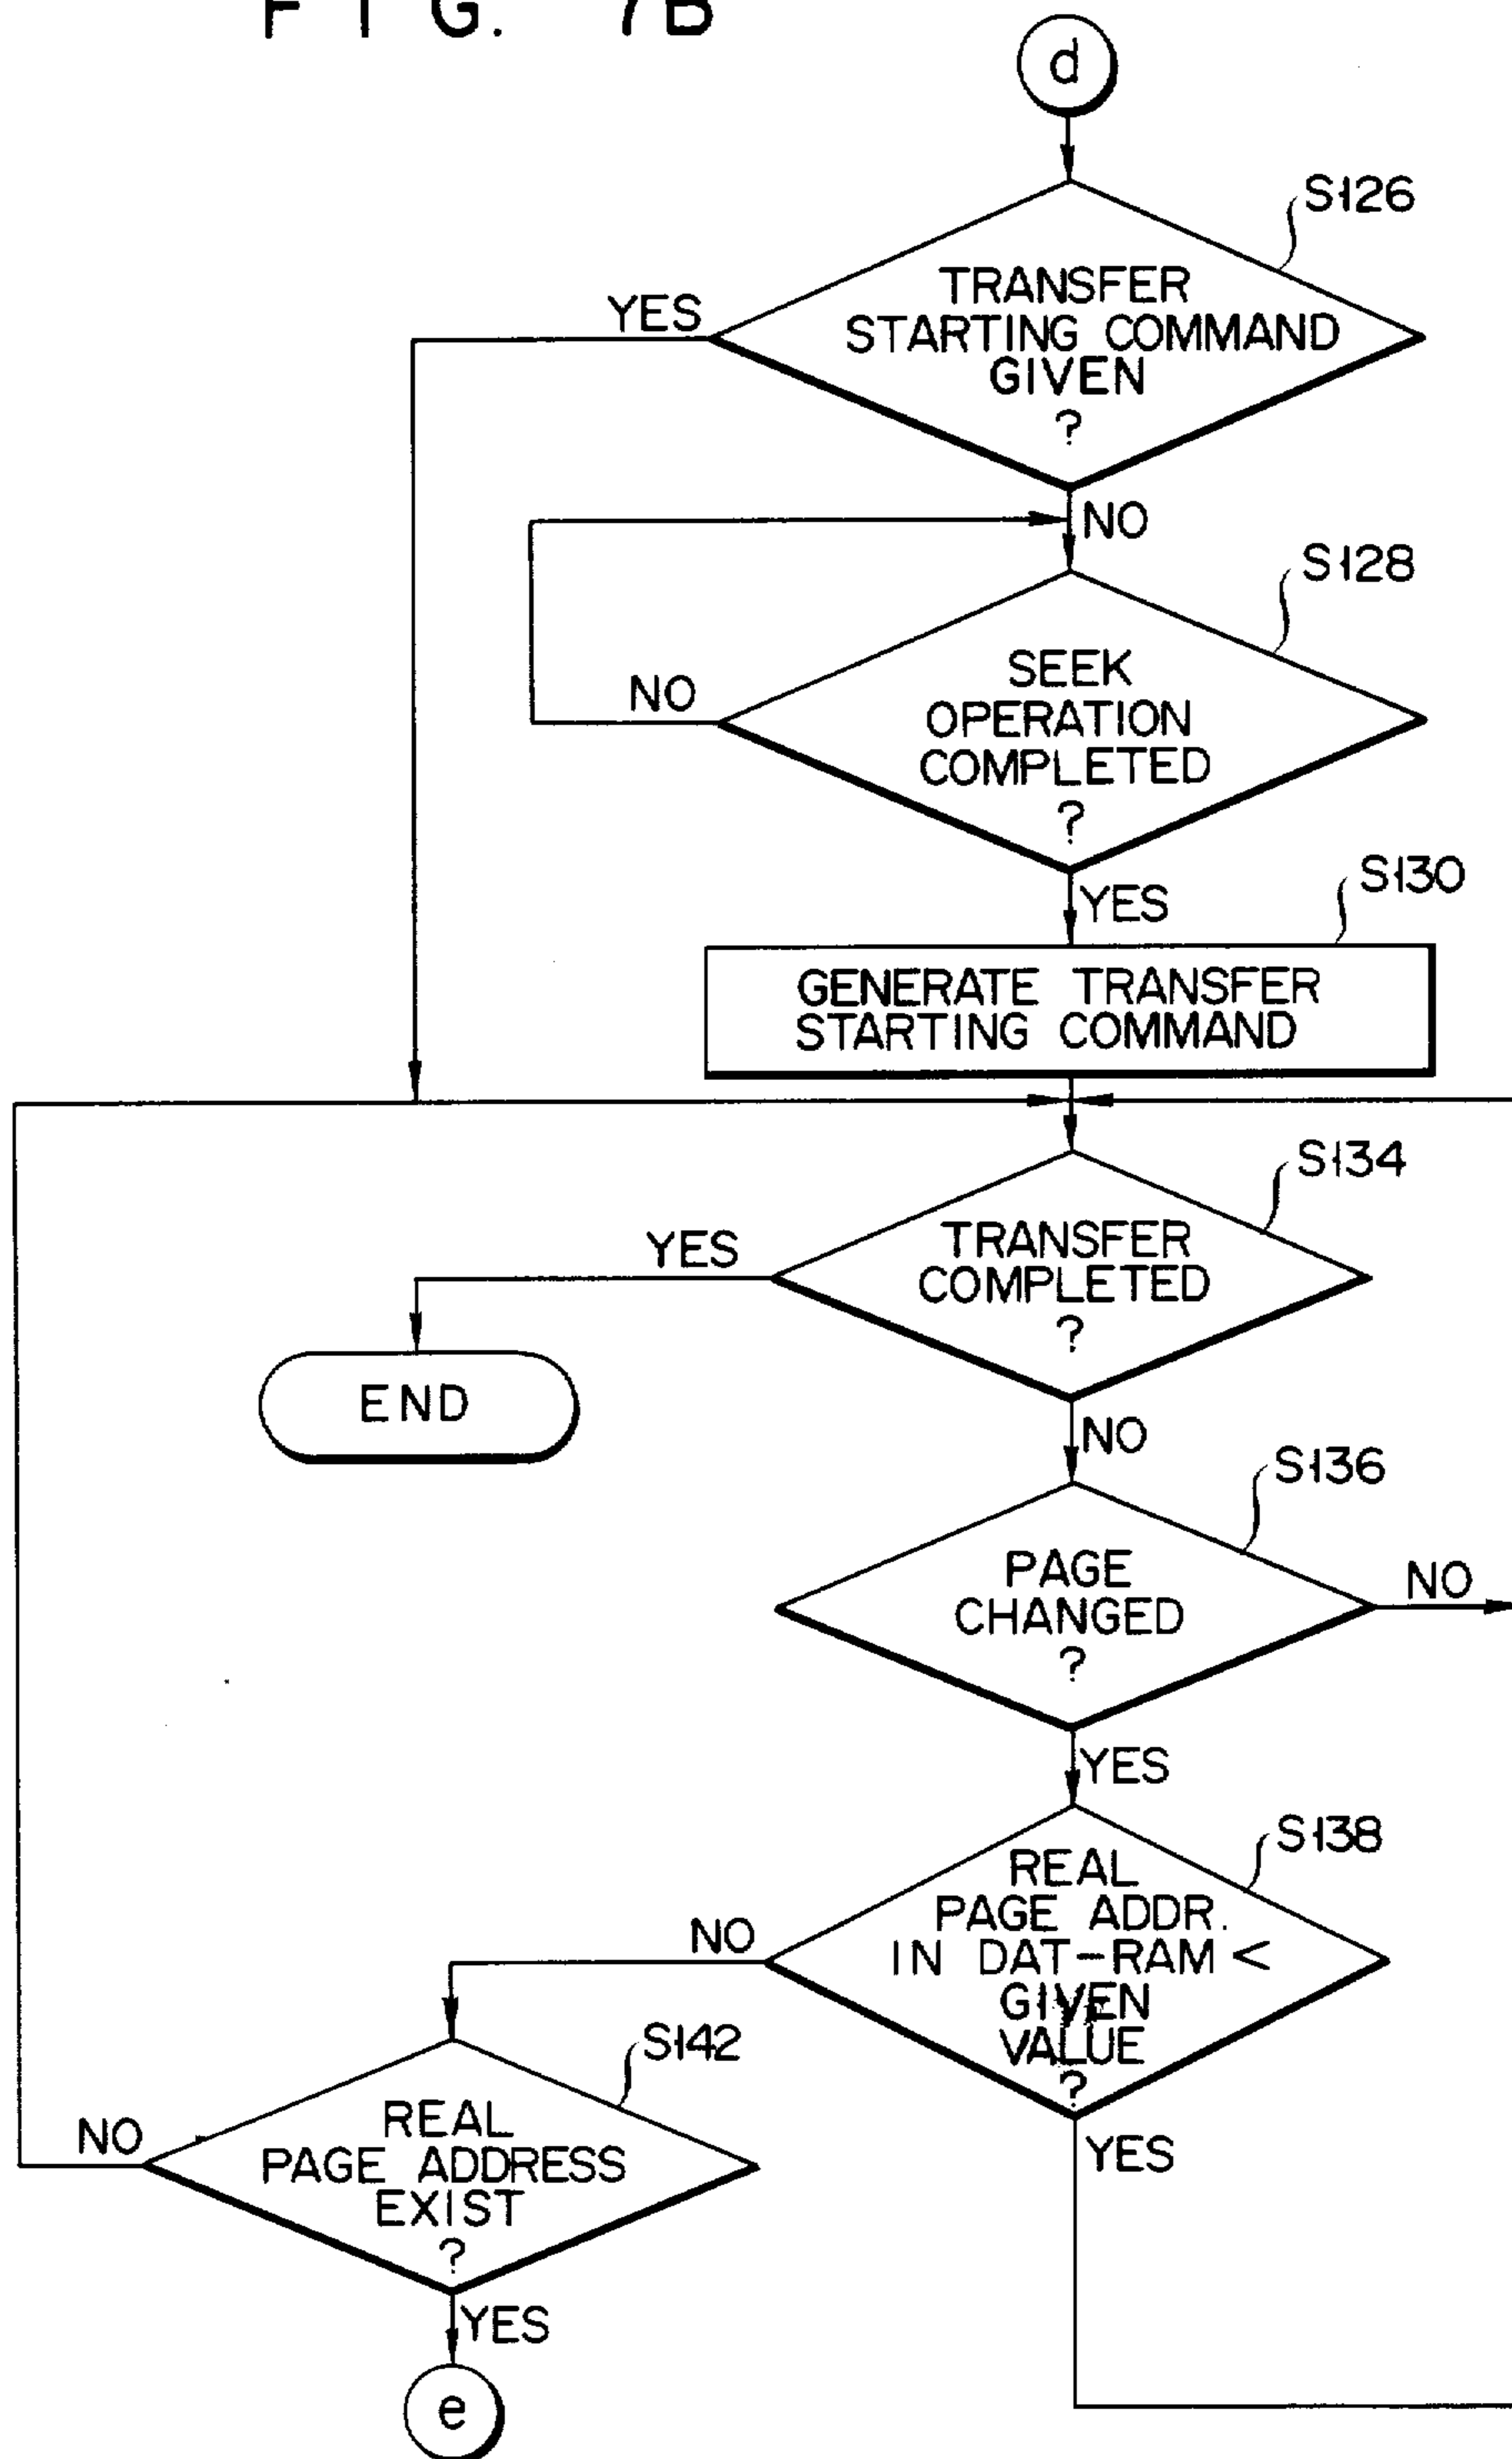 FIG. 7B
d
S126
TRANSFER
STARTING COMMAND
GIVEN
?
YES
NO
S128
SEEK
OPERATION
COMPLETED
?
NO
YES
S130
GENERATE TRANSFER
STARTING COMMAND
S134
TRANSFER
COMPLETED
?
YES
END
NO
S136
PAGE
CHANGED
?
NO
YES
S138
REAL
PAGE ADDR.
IN DAT-RAM <
GIVEN
VALUE
?
NO
YES
S142
REAL
PAGE ADDRESS
EXIST
?
NO
YES
e